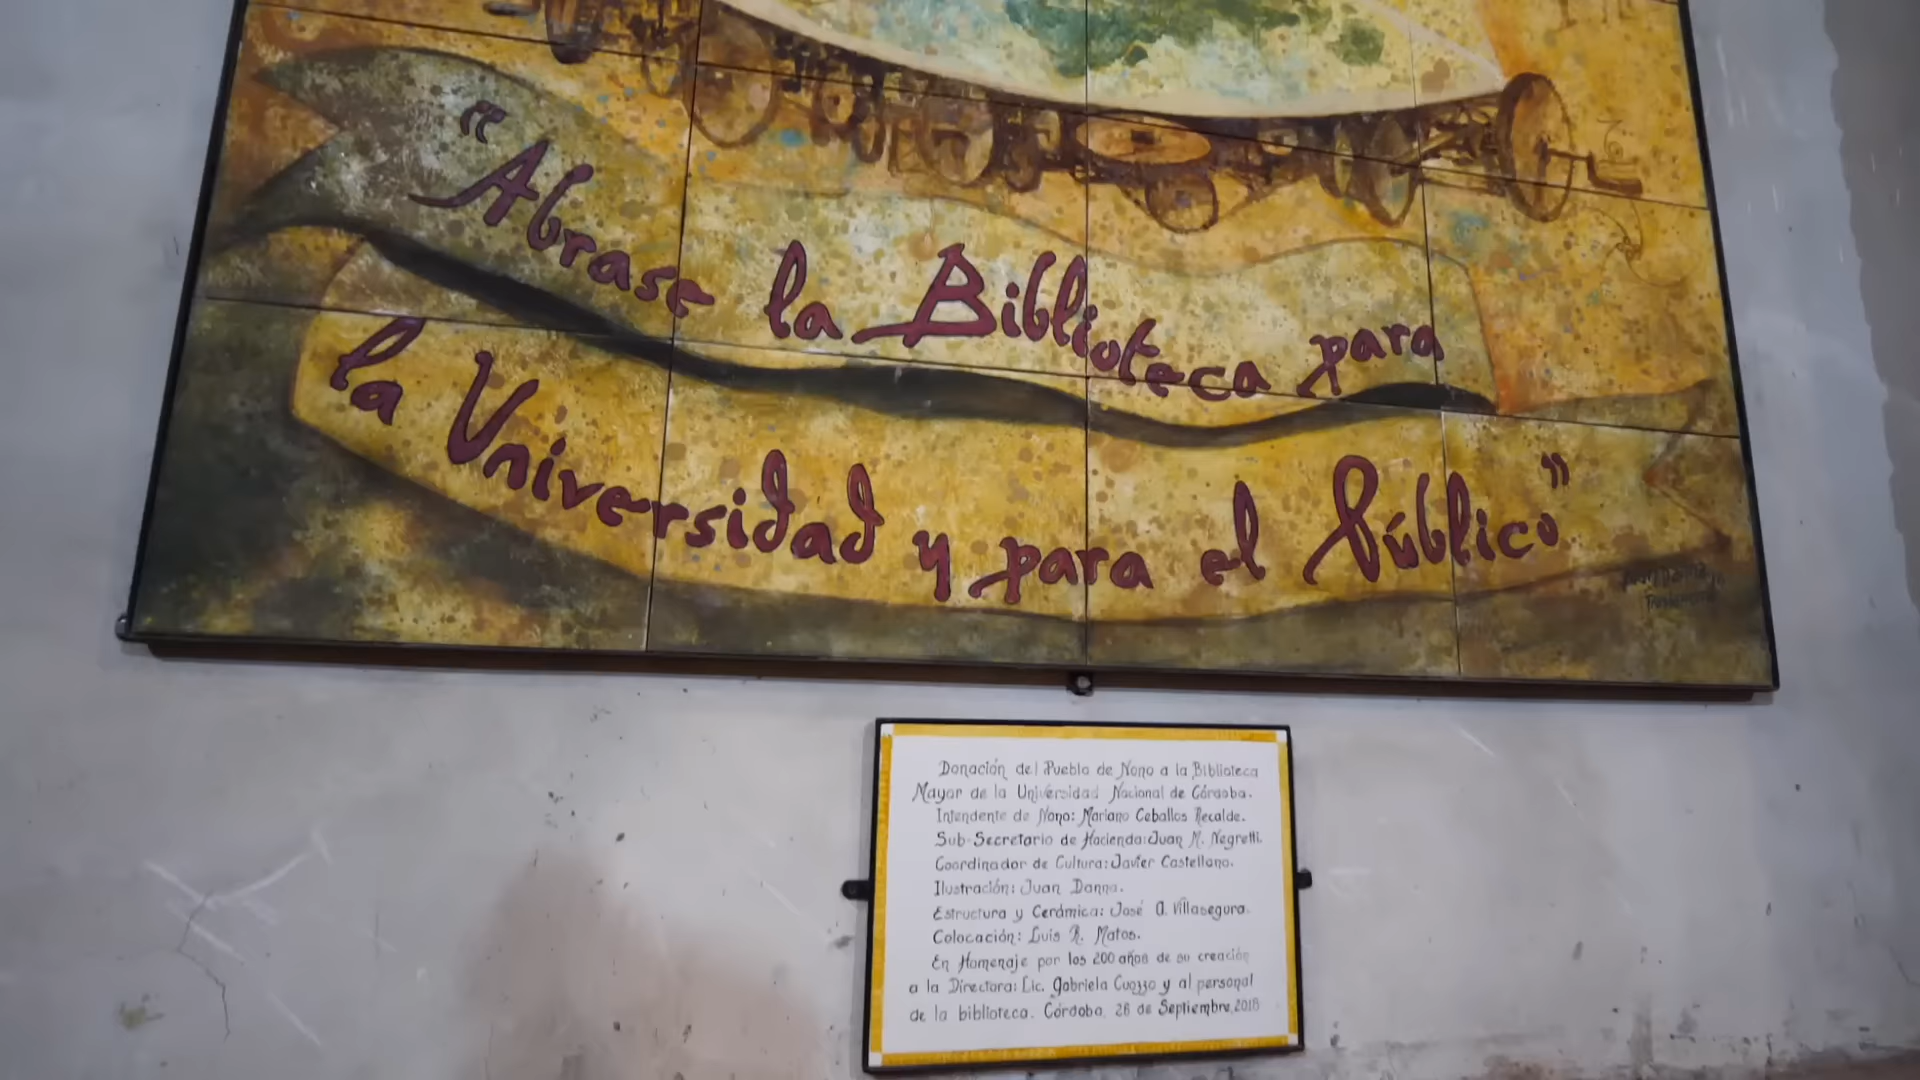 "Abrase la Biblioteca para
la Universidad y para el Público"
Donación del Pueblo de Nono a la Biblioteca
Mayor de la Universidad Nacional de Córdoba.
Intendente de Nono: Mariano Ceballos Recalde.
Sub-Secretario de Hacienda: Juan M. Negretti.
Coordinador de Cultura: Javier Castellano.
Ilustración: Juan Danna.
Estructura y Cerámica: José A. Villasegura.
Colocación: Luis R. Matos.
En Homenaje por los 200 años de su creación
a la Directora: Lic. Gabriela Cuozzo y al personal
de la biblioteca. Córdoba, 26 de Septiembre, 2018